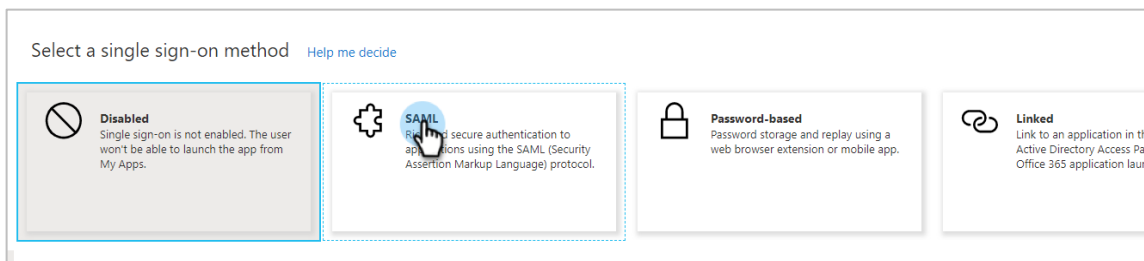 Select a single sign-on method Help me decide
Disabled
Single sign-on is not enabled. The user
won't be able to launch the app from
My Apps.
SAML
and secure authentication to
using the SAML (Security
Assertion Markup Language) protocol.
Password-based
Password storage and replay using a
web browser extension or mobile app.
Linked
Link to an application in
Active Directory Access
Office 365 application